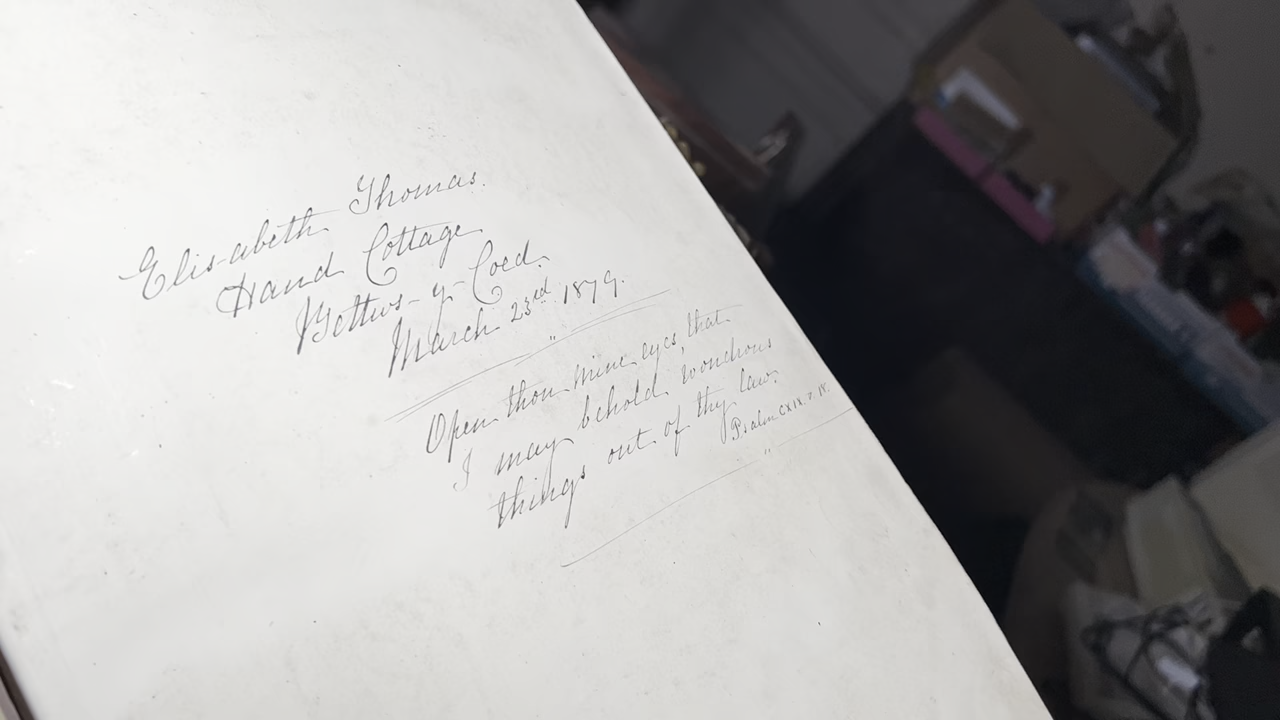 Elisabeth Thomas.
Hand Cottage
Bettws-y-Coed.
March 23rd 1879.
Open thou mine eyes, that
I may behold wondrous
things out of thy law.
Psalm CXIX. v. 18.